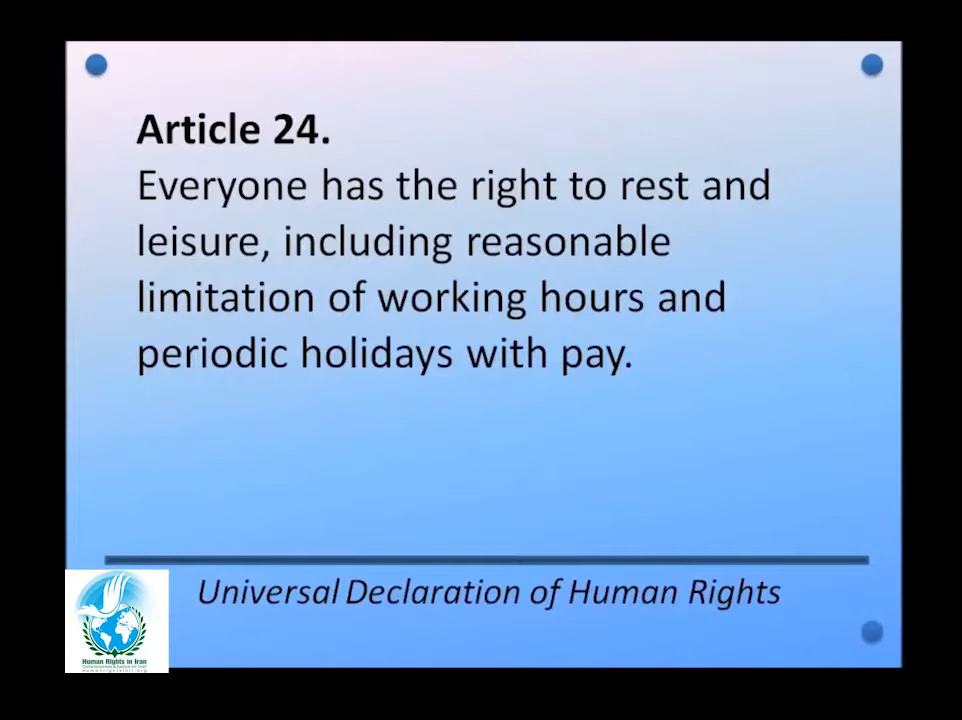 Article 24.
Everyone has the right to rest and
leisure, including reasonable
limitation of working hours and
periodic holidays with pay.
Universal Declaration of Human Rights
Human Rights in Iran